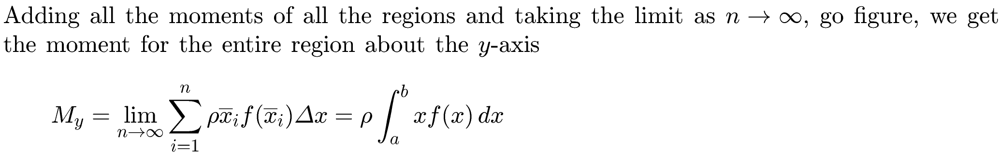 Adding all the moments of all the regions and taking the limit as $n \to \infty$, go figure, we get
the moment for the entire region about the $y$-axis
$M_y = \lim_{n \to \infty} \sum_{i=1}^{n} \rho \overline{x}_i f(\overline{x}_i) \varDelta x = \rho \int_a^b x f(x) \, dx$